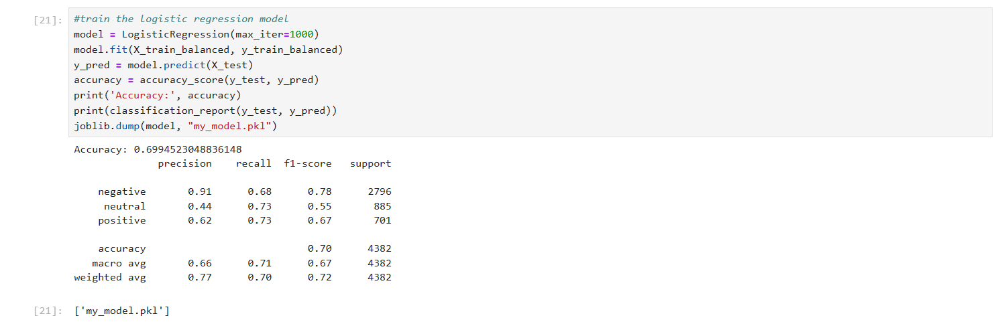 [21]: #train the logistic regression model
model = LogisticRegression(max_iter=1000)
model.fit(X_train_balanced, y_train_balanced)
y_pred = model.predict(X_test)
accuracy = accuracy_score(y_test, y_pred)
print('Accuracy:', accuracy)
print(classification_report(y_test, y_pred))
joblib.dump(model, "my_model.pkl")
Accuracy: 0.6994523048836148
              precision    recall  f1-score   support

    negative       0.91      0.68      0.78      2796
     neutral       0.44      0.73      0.55       885
    positive       0.62      0.73      0.67       701

    accuracy                           0.70      4382
   macro avg       0.66      0.71      0.67      4382
weighted avg       0.77      0.70      0.72      4382

[21]: ['my_model.pkl']